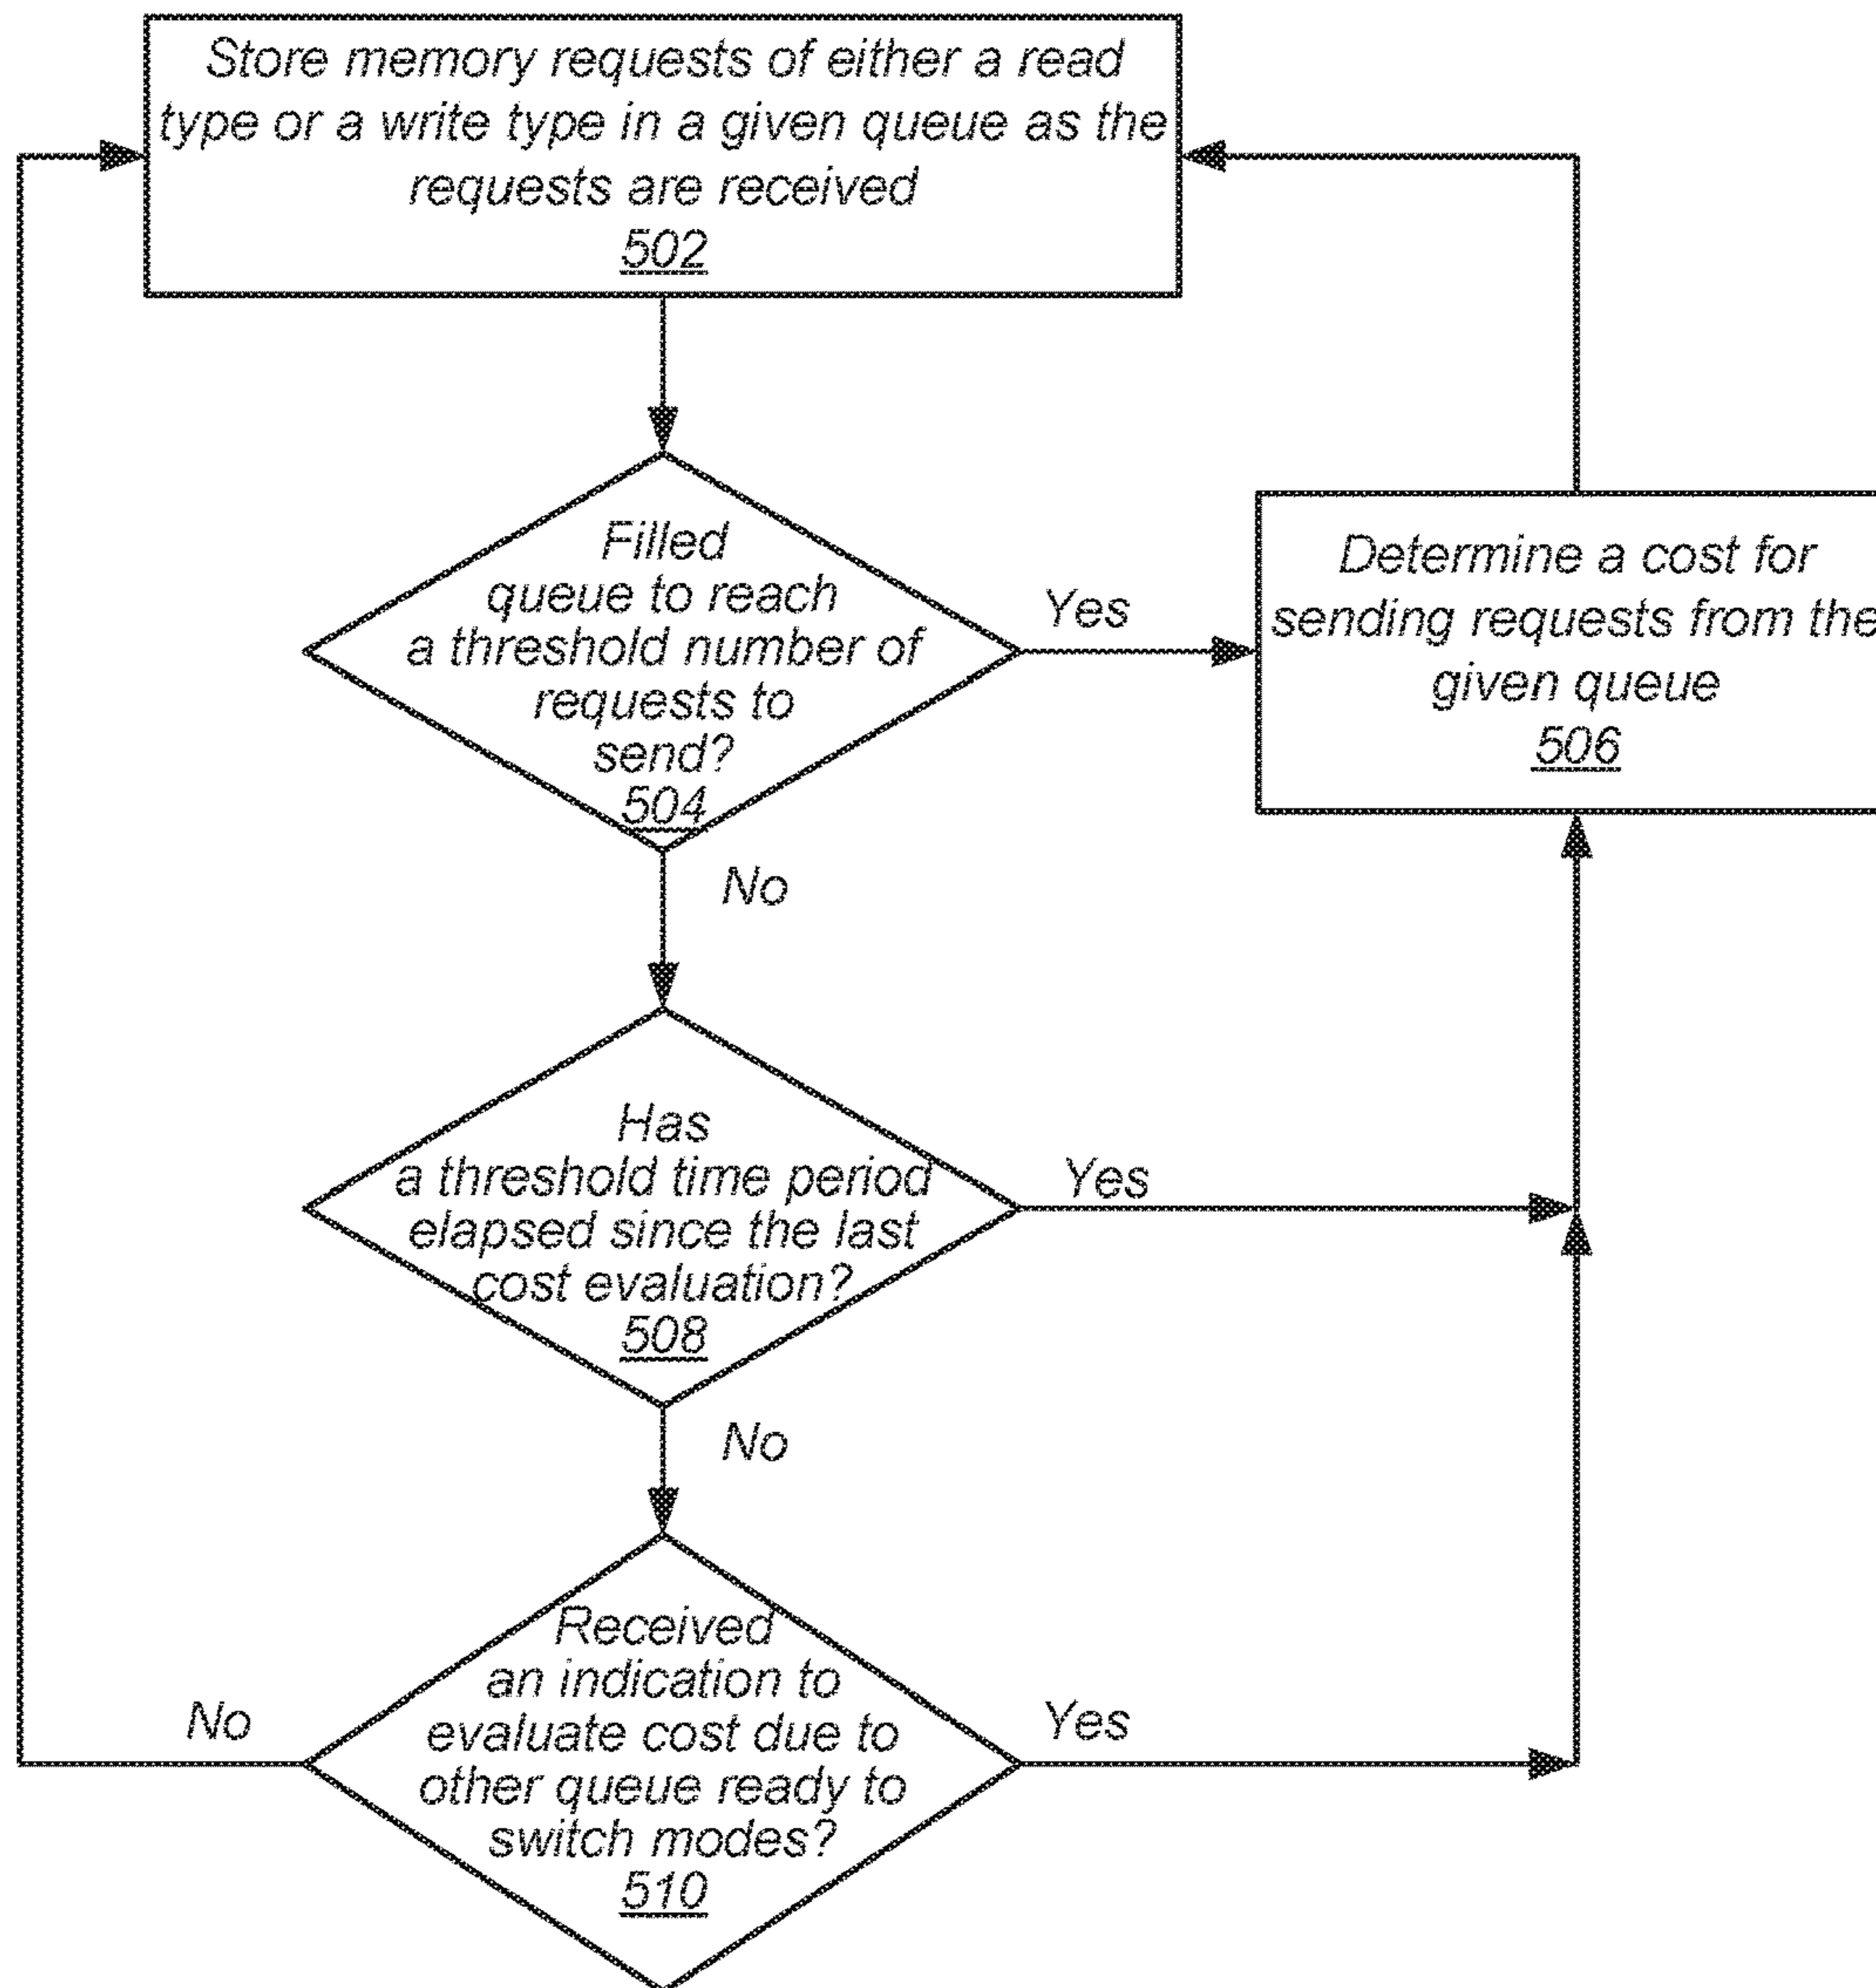 Store memory requests of either a read
type or a write type in a given queue as the
requests are received
502
Filled
queue to reach
a threshold number of
requests to
send?
504
Yes
Determine a cost for
sending requests from the
given queue
506
No
Has
a threshold time period
elapsed since the last
cost evaluation?
508
Yes
No
Received
an indication to
evaluate cost due to
other queue ready to
switch modes?
510
No
Yes